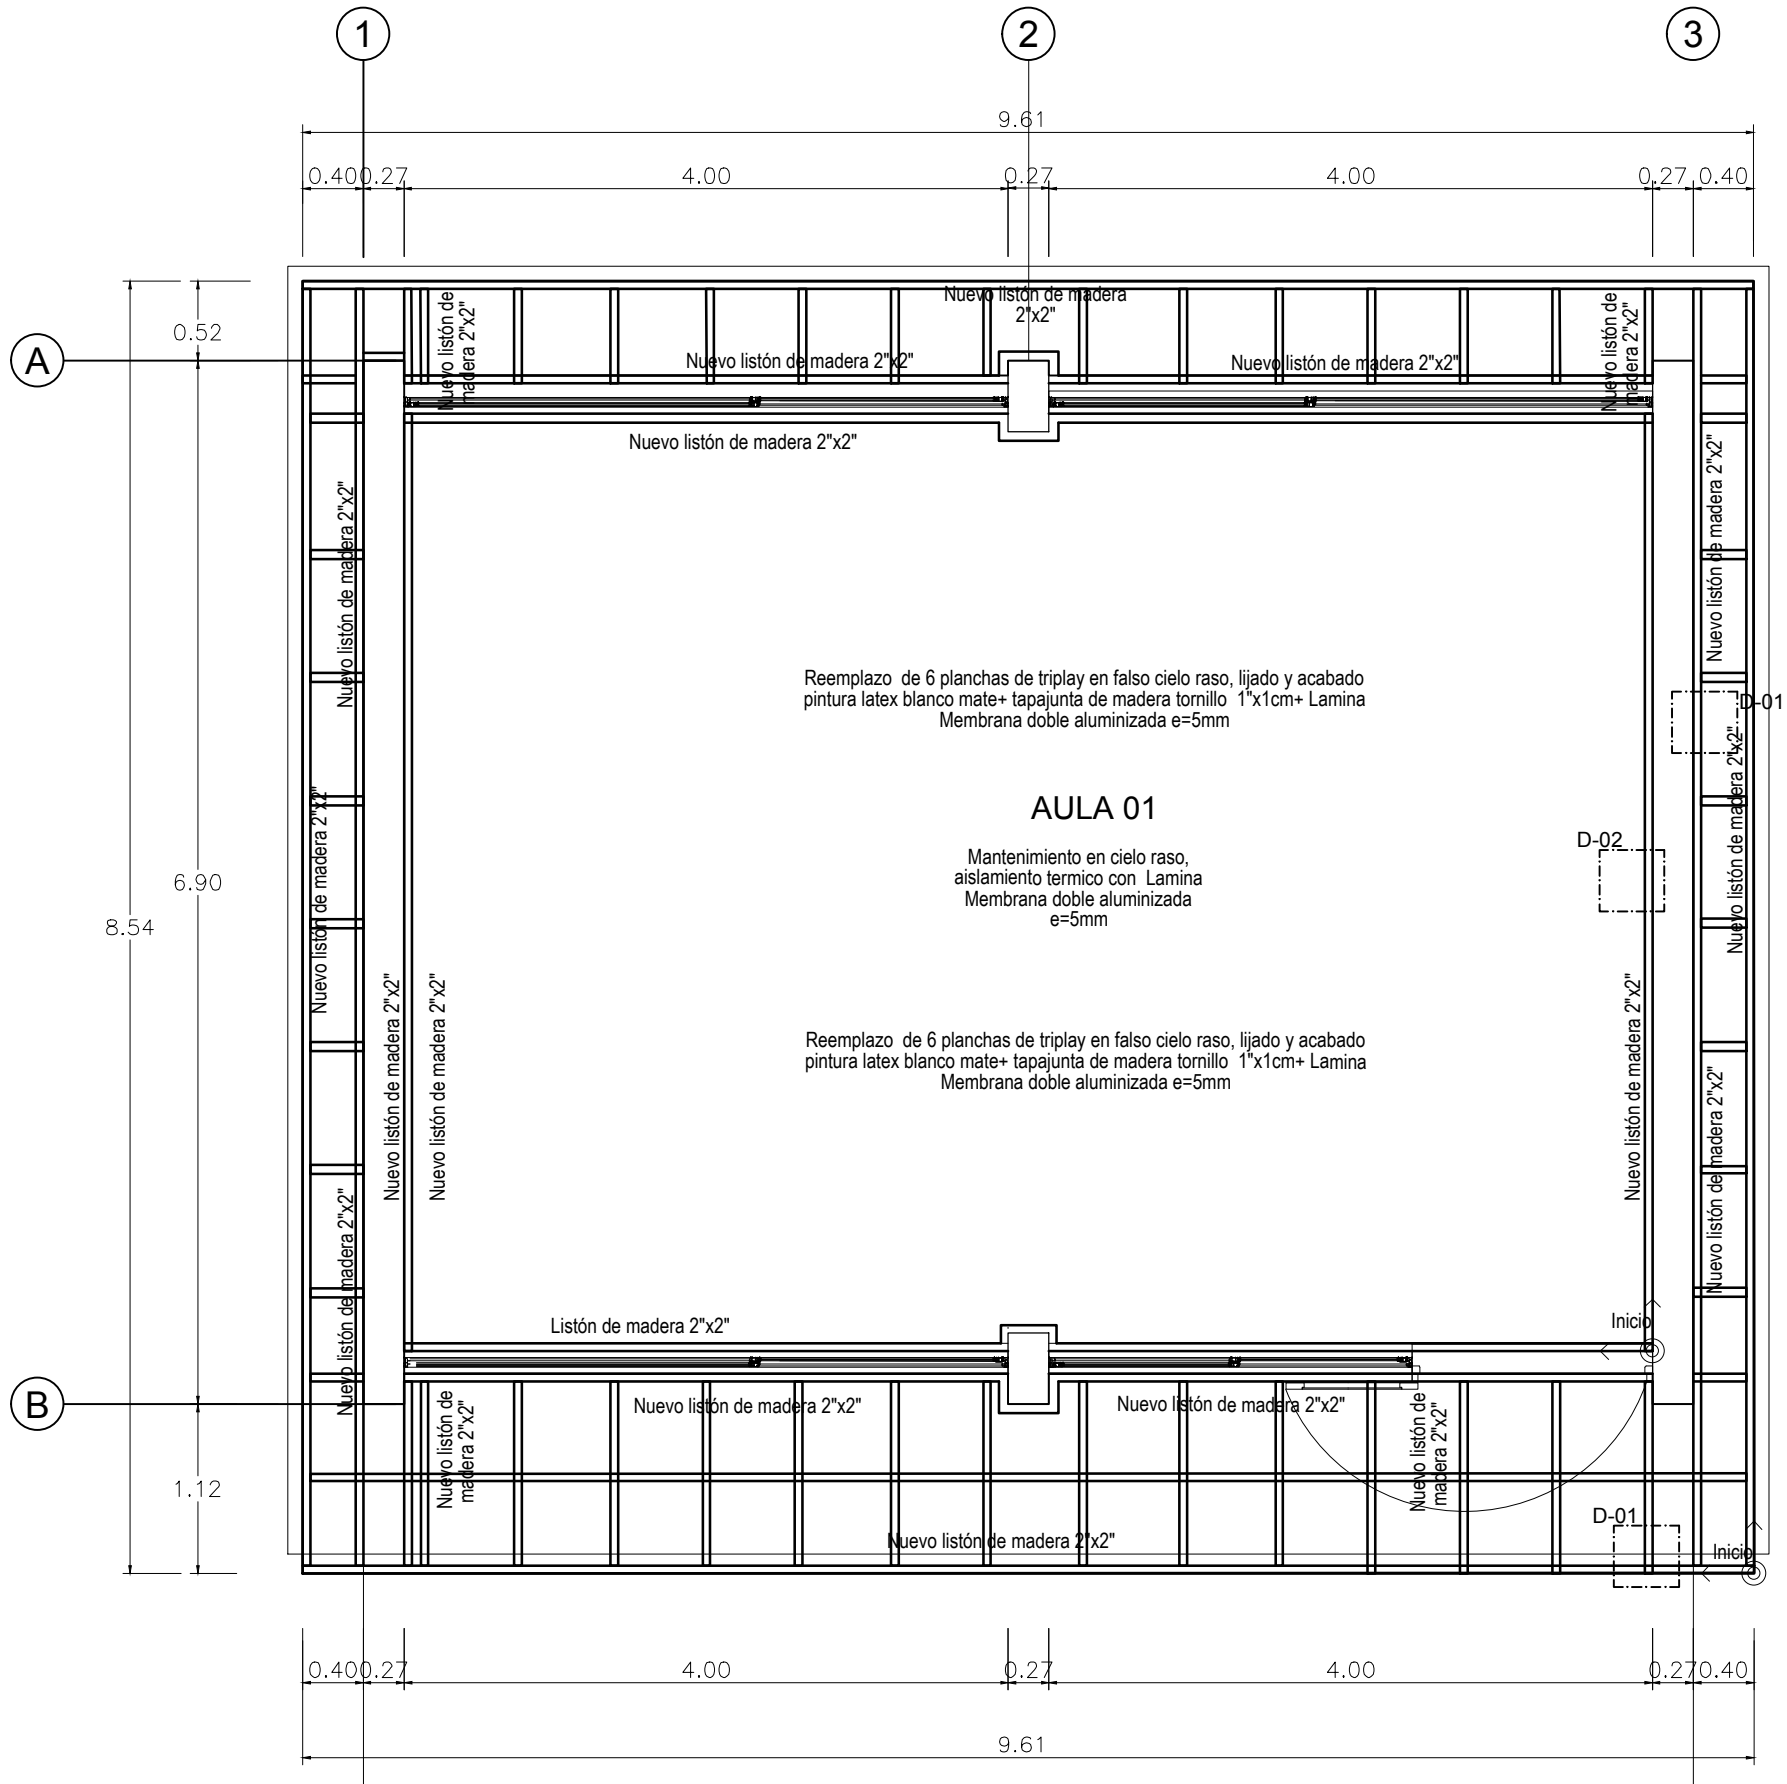 1
2
3
9.61
0.40
0.27
4.00
0.27
4.00
0.27
0.40
0.52
A
Nuevo listón de
madera 2"x2"
Nuevo listón de madera
2"x2"
Nuevo listón de
madera 2"x2"
Nuevo listón de madera 2"x2"
Nuevo listón de madera 2"x2"
Nuevo listón de madera 2"x2"
Nuevo listón de madera 2"x2"
Nuevo listón de madera 2"x2"
Reemplazo de 6 planchas de triplay en falso cielo raso, lijado y acabado
pintura latex blanco mate+ tapajunta de madera tornillo 1"x1cm+ Lamina
Membrana doble aluminizada e=5mm
D-01
AULA 01
D-02
Mantenimiento en cielo raso,
aislamiento termico con Lamina
Membrana doble aluminizada
e=5mm
6.90
8.54
Nuevo listón de madera 2"x2"
Nuevo listón de madera 2"x2"
Nuevo listón de madera 2"x2"
Nuevo listón de madera 2"x2"
Nuevo listón de madera 2"x2"
Reemplazo de 6 planchas de triplay en falso cielo raso, lijado y acabado
pintura latex blanco mate+ tapajunta de madera tornillo 1"x1cm+ Lamina
Membrana doble aluminizada e=5mm
Nuevo listón de madera 2"x2"
Nuevo listón de madera 2"x2"
Listón de madera 2"x2"
Inicio
B
Nuevo listón de
madera 2"x2"
Nuevo listón de madera 2"x2"
Nuevo listón de madera 2"x2"
Nuevo listón de
madera 2"x2"
1.12
D-01
Nuevo listón de madera 2"x2"
Inicio
0.40
0.27
4.00
0.27
4.00
0.27
0.40
9.61